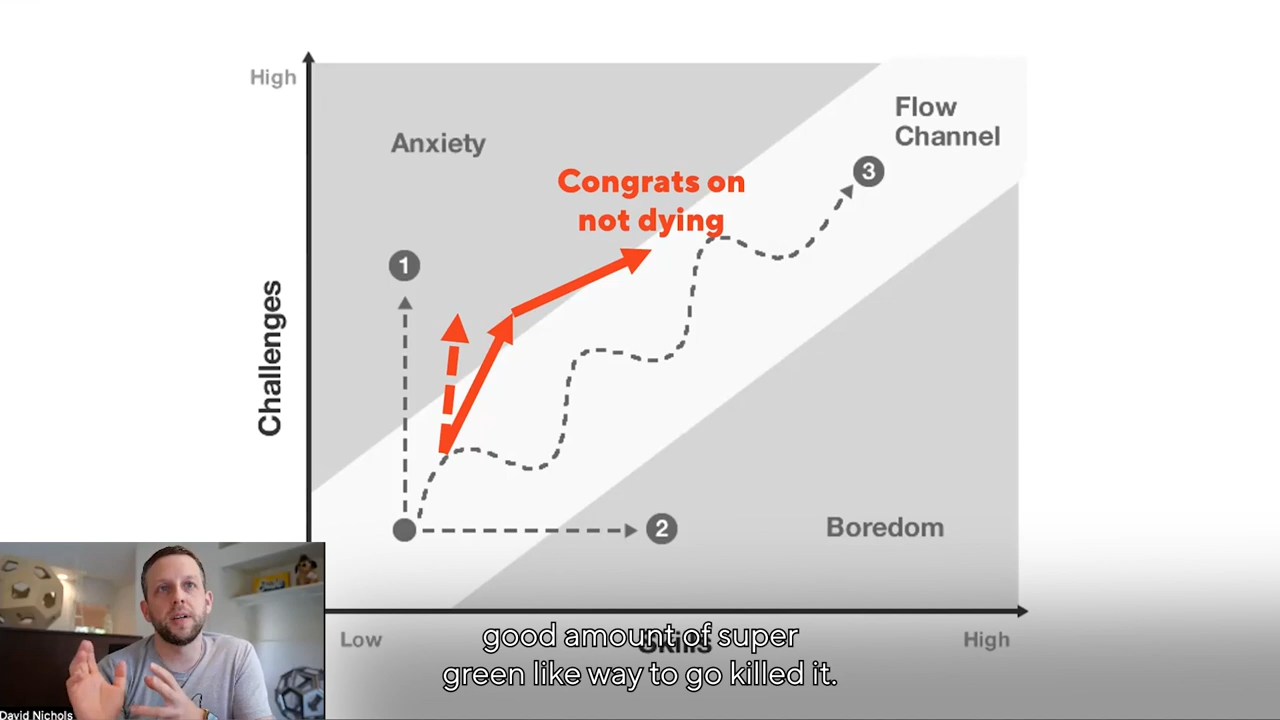 High
Flow
Channel
Anxiety
Congrats on
not dying
3
1
Challenges
2
Boredom
Low
Skills
High
good amount of super
green like way to go killed it.
David Nichols